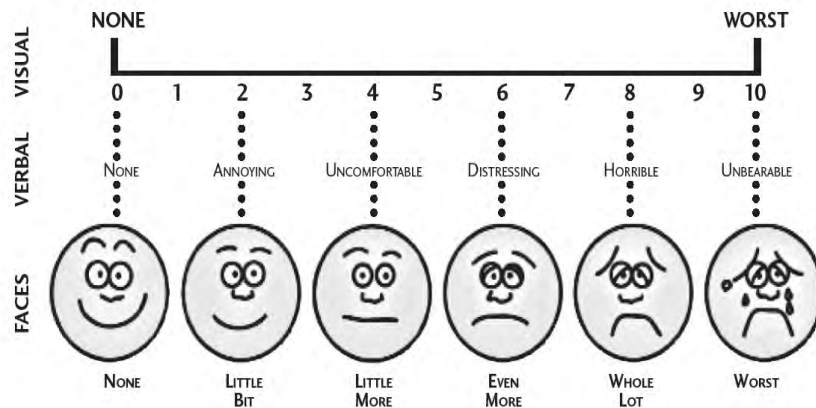 NONE WORST
VISUAL
0 1 2 3 4 5 6 7 8 9 10
VERBAL
NONE ANNOYING UNCOMFORTABLE DISTRESSING HORRIBLE UNBEARABLE
FACES
NONE LITTLE BIT LITTLE MORE EVEN MORE WHOLE LOT WORST